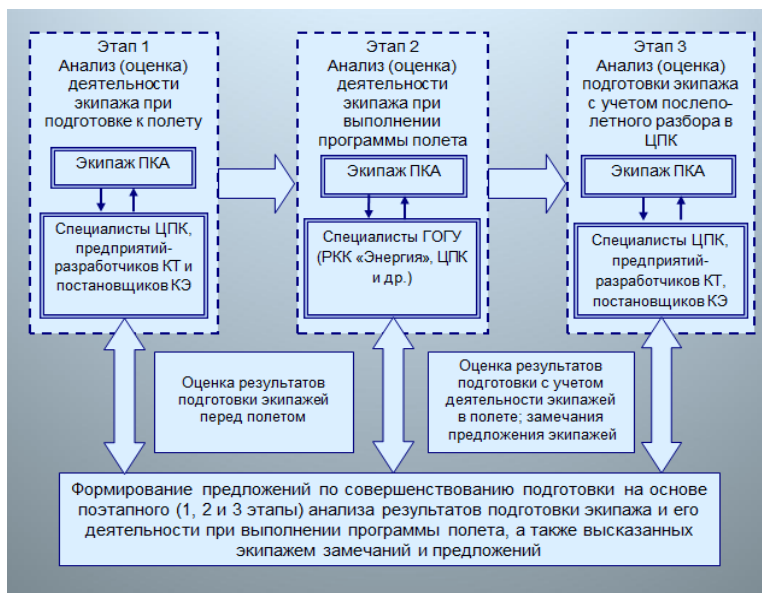 Этап 1
Анализ (оценка)
деятельности
экипажа при
подготовке к полету
Экипаж ПКА
Специалисты ЦПК,
предприятий-
разработчиков КТ и
постановщиков КЭ
Этап 2
Анализ (оценка)
деятельности
экипажа при
выполнении
программы полета
Экипаж ПКА
Специалисты ГОГУ
(РКК «Энергия», ЦПК
и др.)
Этап 3
Анализ (оценка)
подготовки экипажа
с учетом послепо-
летного разбора в
ЦПК
Экипаж ПКА
Специалисты ЦПК,
предприятий-
разработчиков КТ,
постановщиков КЭ
Оценка результатов
подготовки экипажей
перед полетом
Оценка результатов
подготовки с учетом
деятельности экипажей
в полете; замечания
предложения экипажей
Формирование предложений по совершенствованию подготовки на основе
поэтапного (1, 2 и 3 этапы) анализа результатов подготовки экипажа и его
деятельности при выполнении программы полета, а также высказанных
экипажем замечаний и предложений